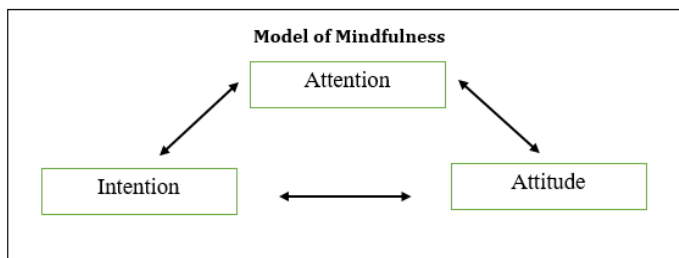 Model of Mindfulness
Attention
Intention
Attitude